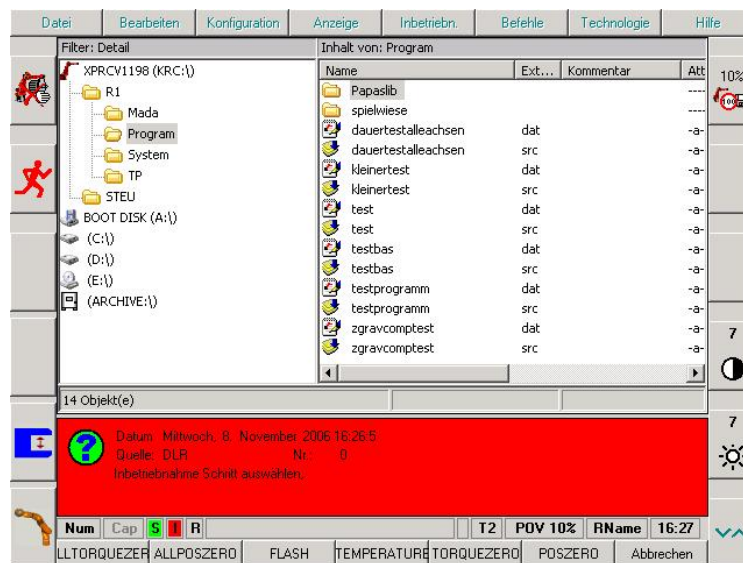 Datei Bearbeiten Konfiguration Anzeige Inbetriebn. Befehle Technologie Hilfe
Filter: Detail Inhalt von: Program
XPRCV1198 (KRC:\)
R1
Mada
Program
System
TP
STEU
BOOT DISK (A:\)
(C:\)
(D:\)
(E:\)
(ARCHIVE:\)
Name Ext... Kommentar Att
Papaslib ----
spielwiese ----
dauertestalleachsen dat -a-
dauertestalleachsen src -a-
kleinertest dat -a-
kleinertest src -a-
test dat -a-
test src -a-
testbas dat -a-
testbas src -a-
testprogramm dat -a-
testprogramm src -a-
zgravcomptest dat -a-
zgravcomptest src -a-
10%
100
7
7
14 Objekt(e)
Datum: Mittwoch, 8. November 2006 16:26:5
Quelle: DLR Nr.: 0
Inbetriebnahme Schritt auswählen.
Num Cap S I R T2 POV 10% RName 16:27
LLTORQUEZER ALLPOSZERO FLASH TEMPERATURE TORQUEZERO POSZERO Abbrechen